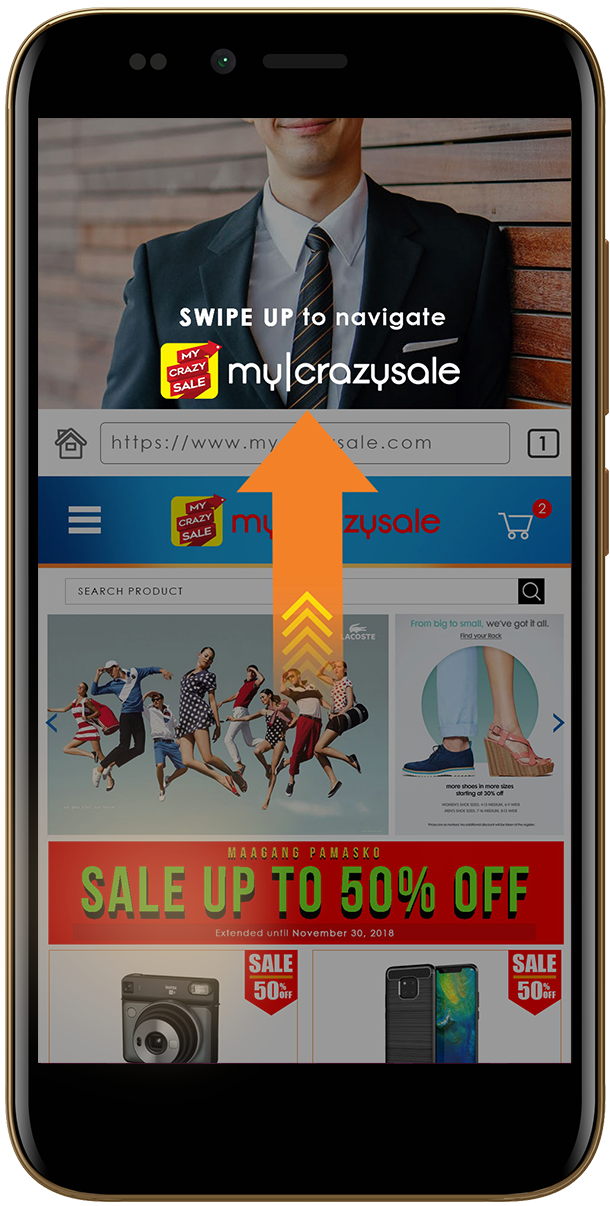 SWIPE UP to navigate
MY
CRAZY
SALE
my|crazysale
https://www.my sale.com
1
MY
CRAZY
SALE
my crazysale
2
SEARCH PRODUCT
LACOSTE
From big to small, we've got it all.
Find your Rack
more shoes in more sizes
starting at 30% off
MAAGANG PAMASKO
SALE UP TO 50% OFF
Extended until November 30, 2018
SALE
50% OFF
SALE
50% OFF